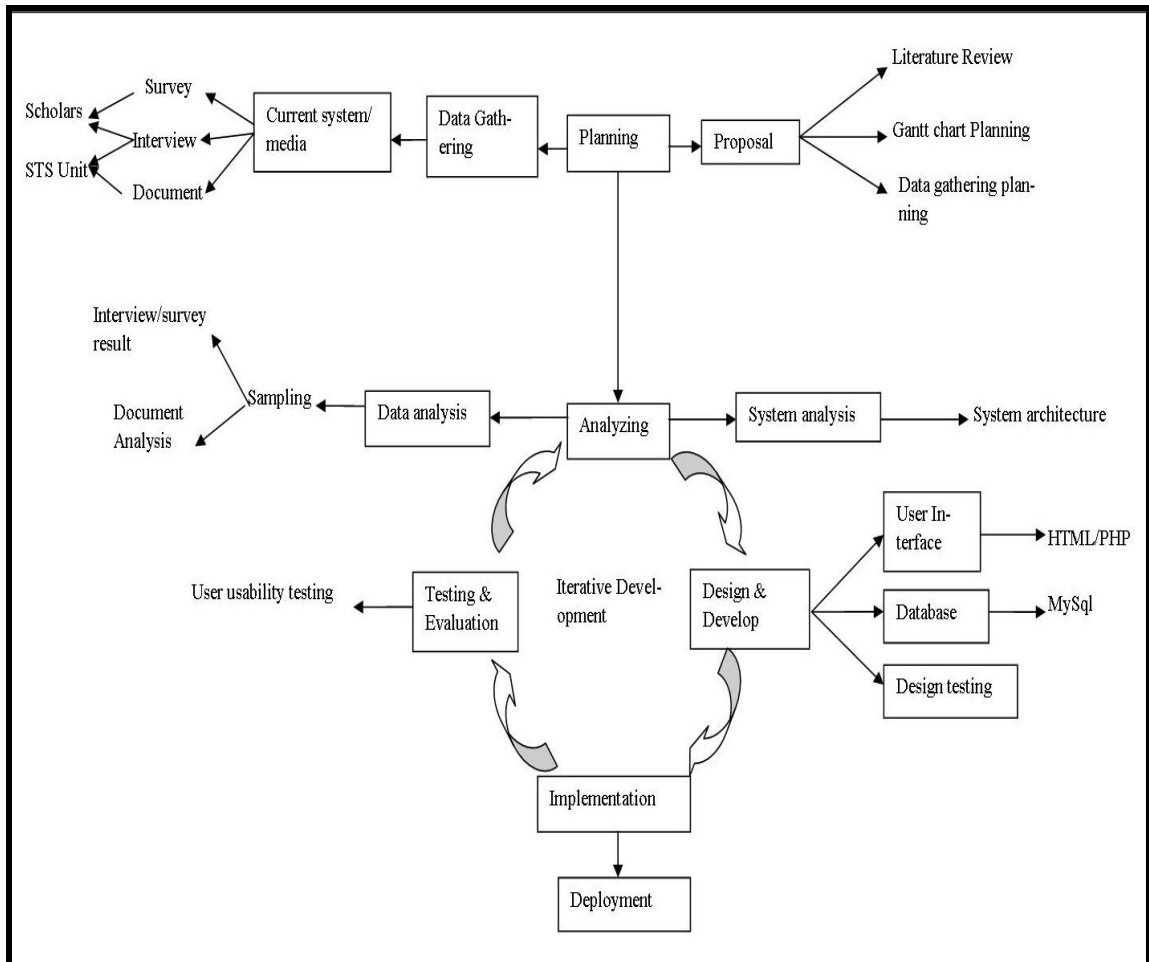 Literature Review
Survey
Scholars
Current system/
media
Data Gath-
ering
Planning
Proposal
Gantt chart Planning
Interview
STS Unit
Document
Data gathering plan-
ning
Interview/survey
result
Sampling
Document
Analysis
Data analysis
Analyzing
System analysis
System architecture
User In-
terface
HTML/PHP
User usability testing
Testing &
Evaluation
Iterative Devel-
opment
Design &
Develop
Database
MySql
Design testing
Implementation
Deployment